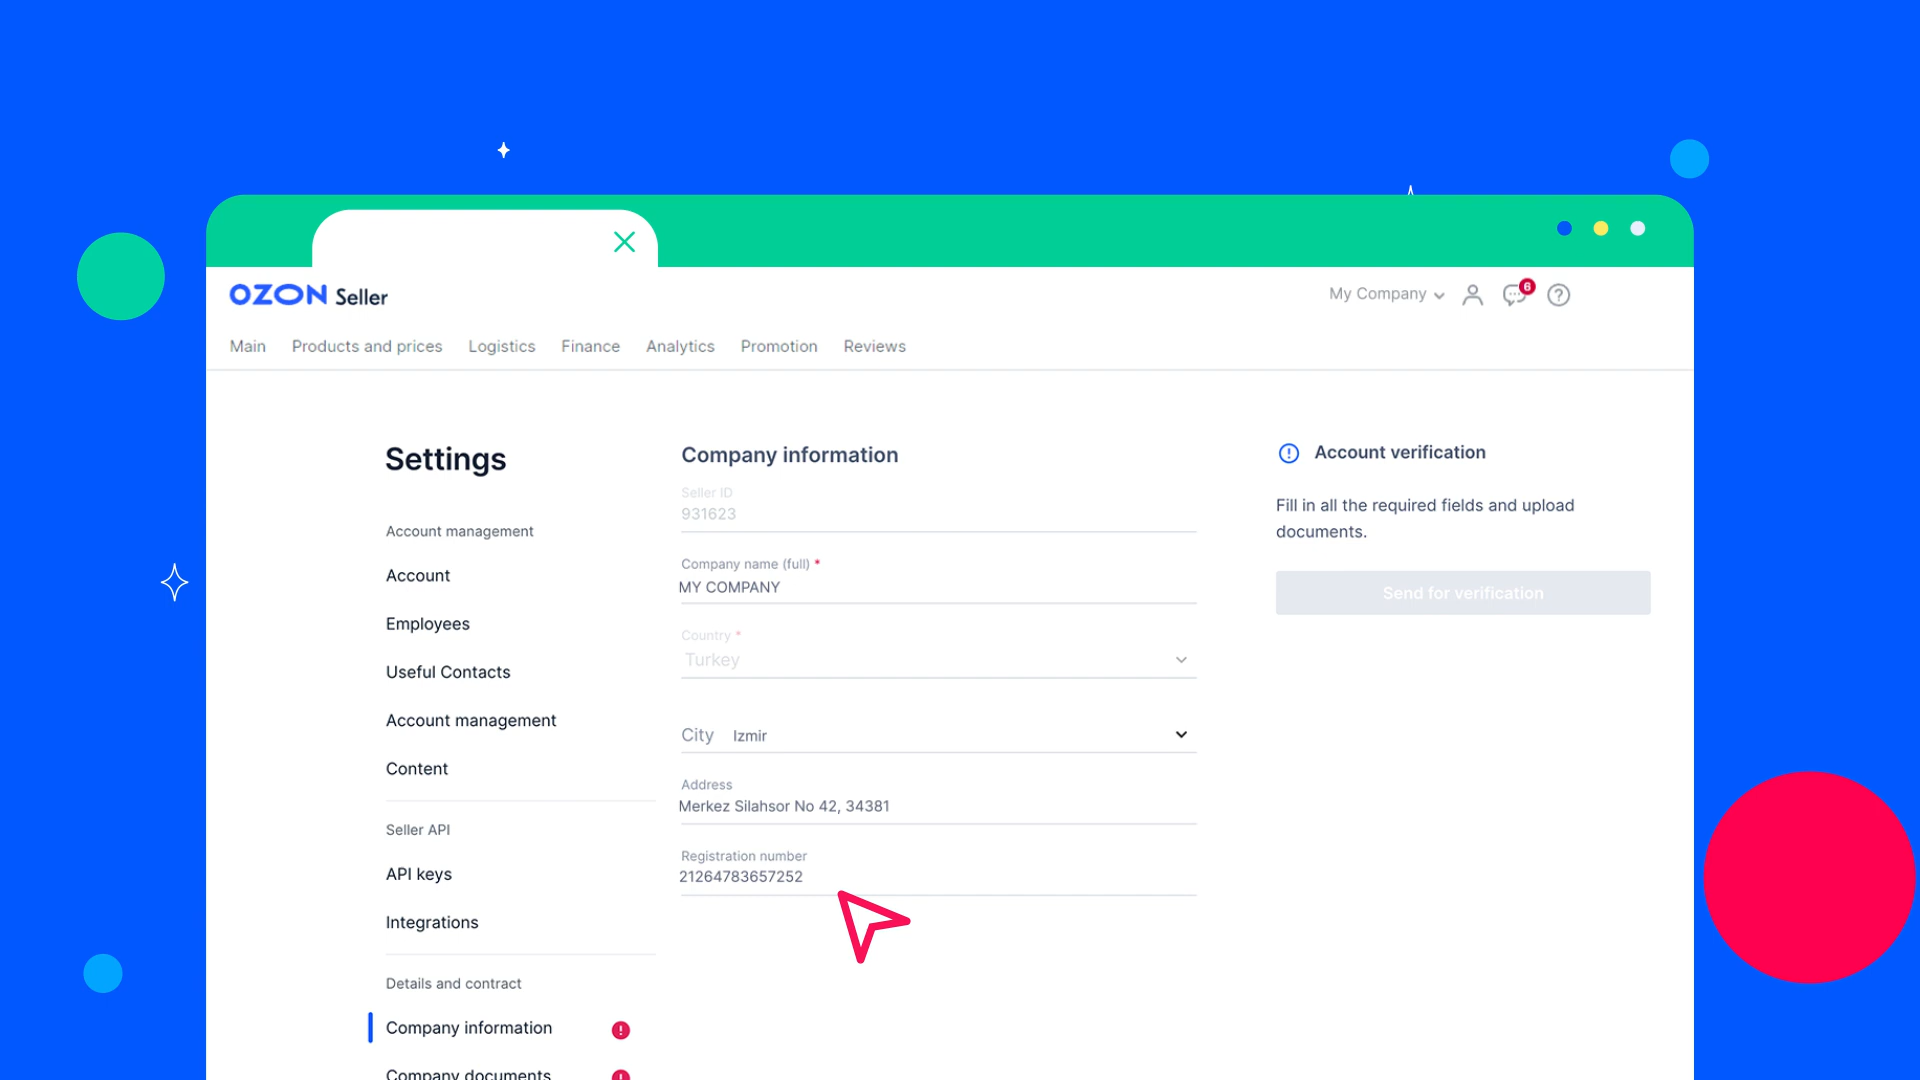 OZON Seller
My Company
6
Main Products and prices Logistics Finance Analytics Promotion Reviews
Settings
Account management
Account
Employees
Useful Contacts
Account management
Content
Seller API
API keys
Integrations
Details and contract
Company information
Company documents
Company information
Seller ID
931623
Company name (full) *
MY COMPANY
Country *
Turkey
City Izmir
Address
Merkez Silahsor No 42, 34381
Registration number
21264783657252
Account verification
Fill in all the required fields and upload
documents.
Send for verification